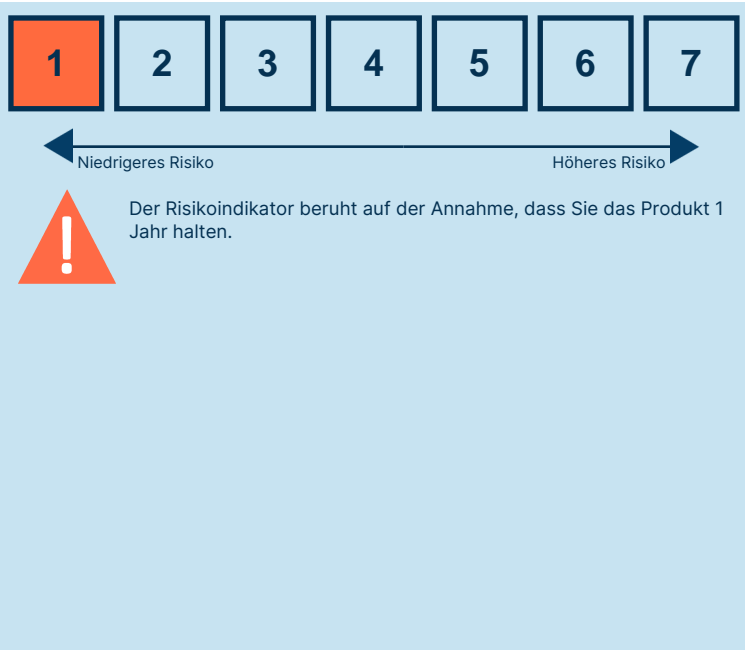 1 2 3 4 5 6 7
Niedrigeres Risiko Höheres Risiko
!
Der Risikoindikator beruht auf der Annahme, dass Sie das Produkt 1
Jahr halten.